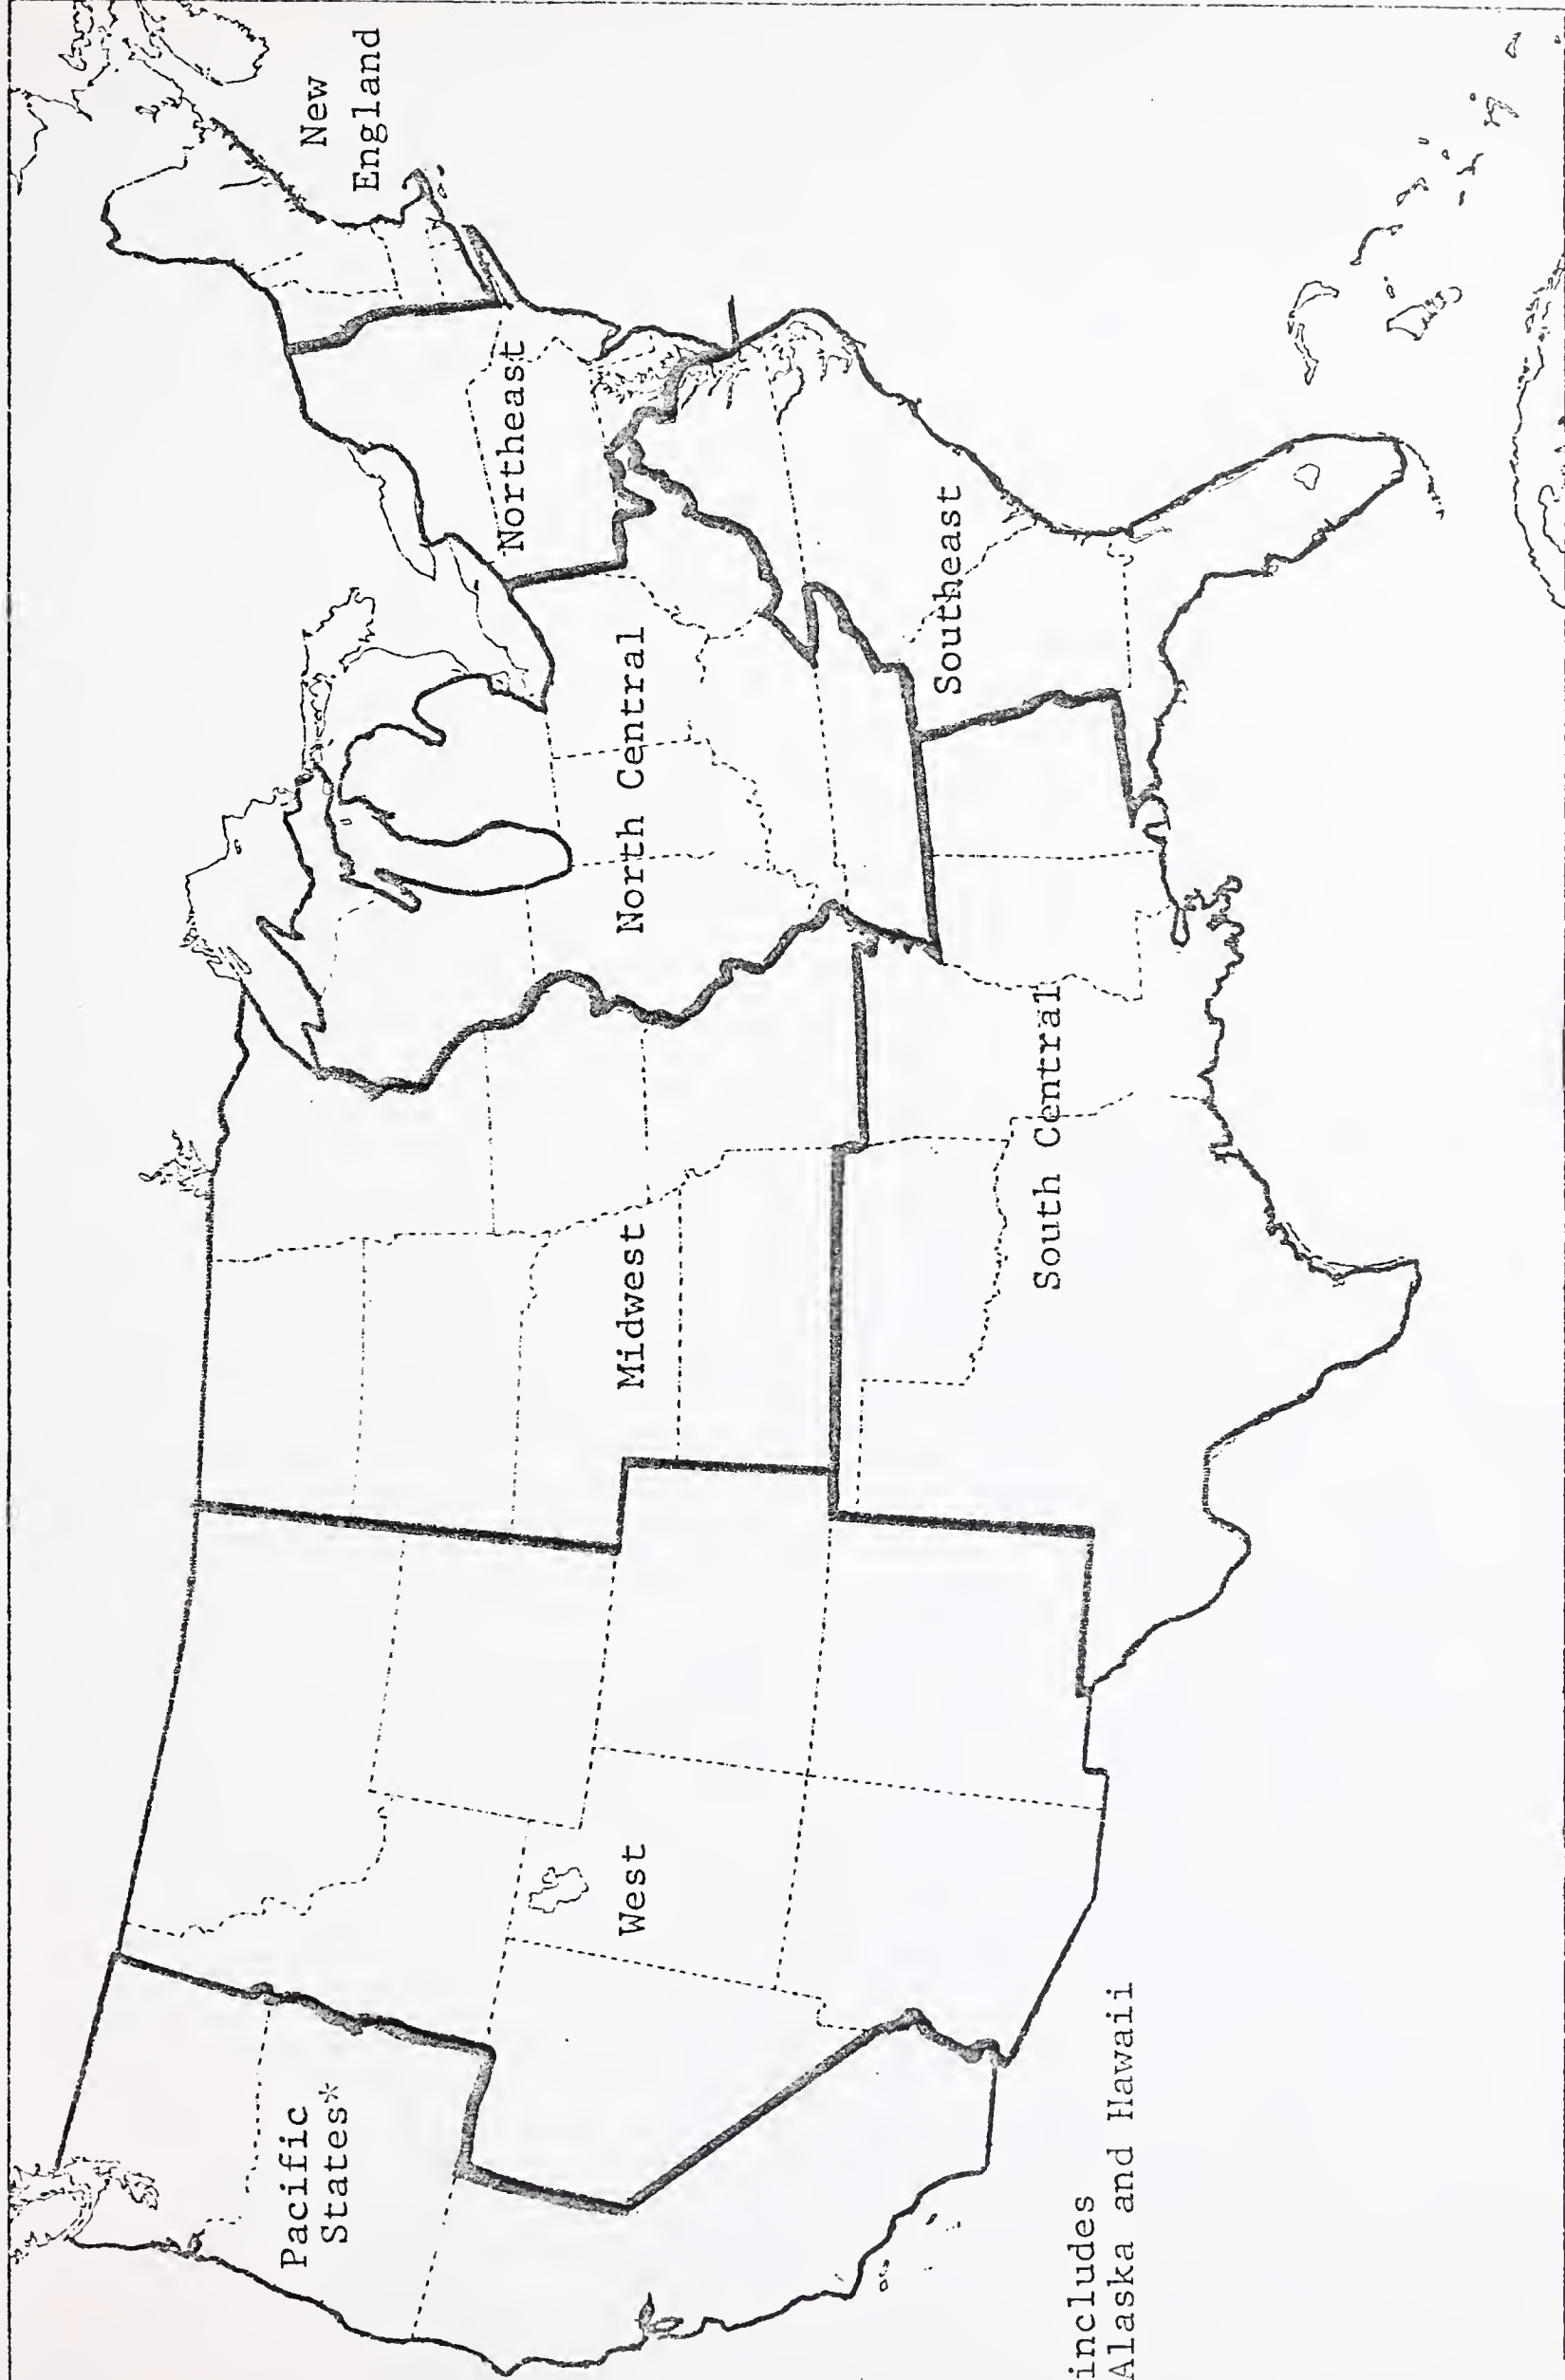 Pacific
States*
West
Midwest
North Central
Northeast
New
England
South Central
Southeast
includes
Alaska and Hawaii